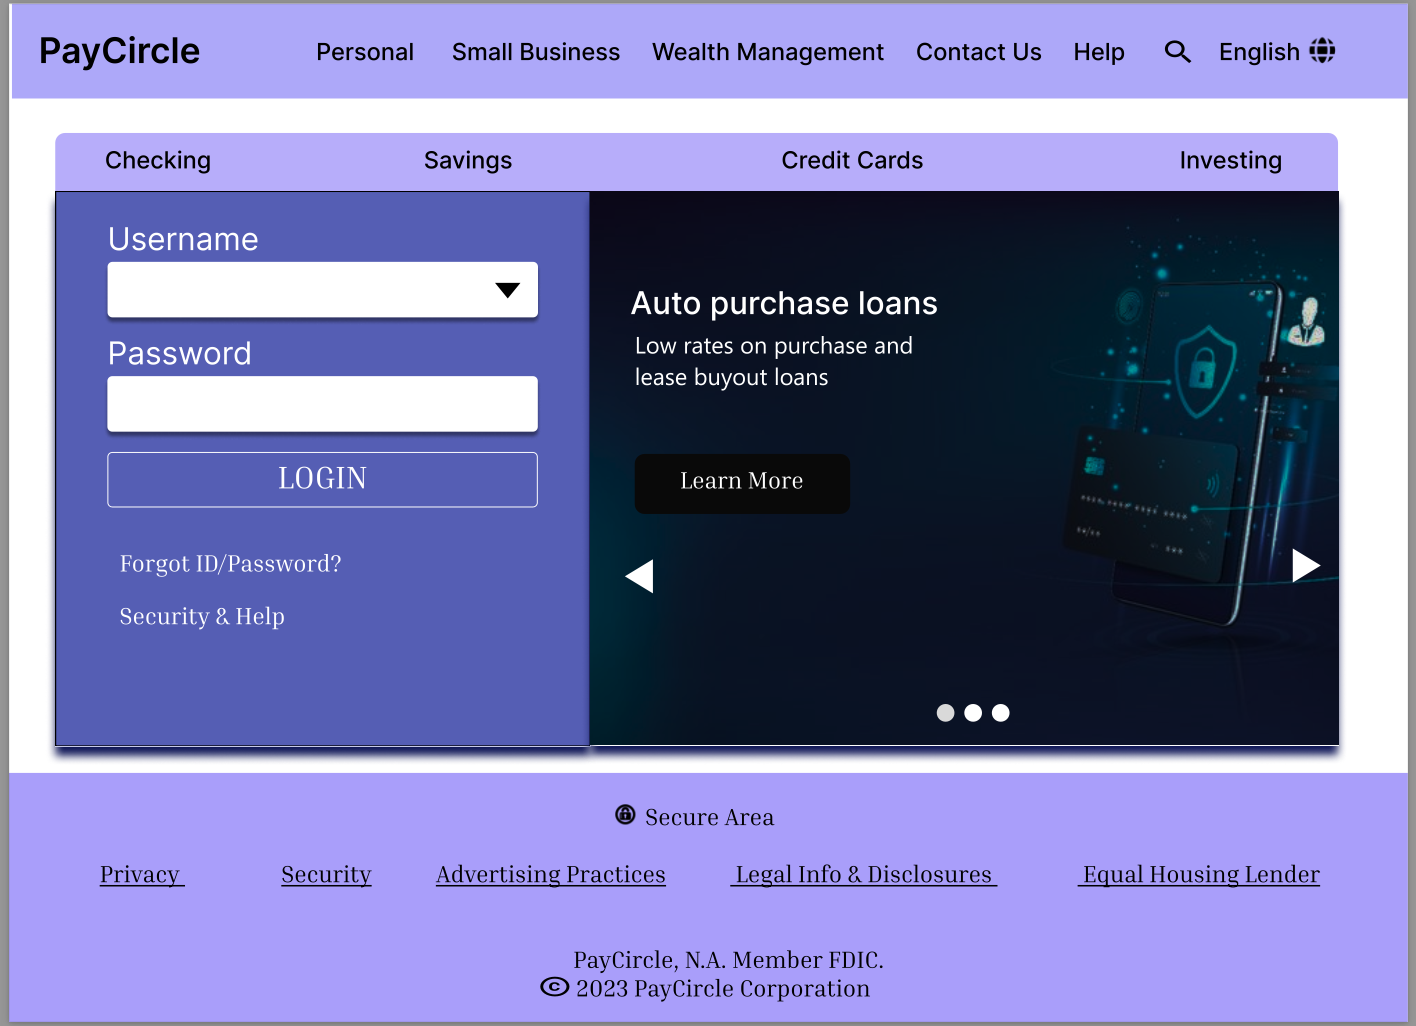 PayCircle
Personal
Small Business
Wealth Management
Contact Us
Help
English
Checking
Savings
Credit Cards
Investing
Username
Password
LOGIN
Forgot ID/Password?
Security & Help
Auto purchase loans
Low rates on purchase and
lease buyout loans
Learn More
Secure Area
Privacy
Security
Advertising Practices
Legal Info & Disclosures
Equal Housing Lender
PayCircle, N.A. Member FDIC.
© 2023 PayCircle Corporation